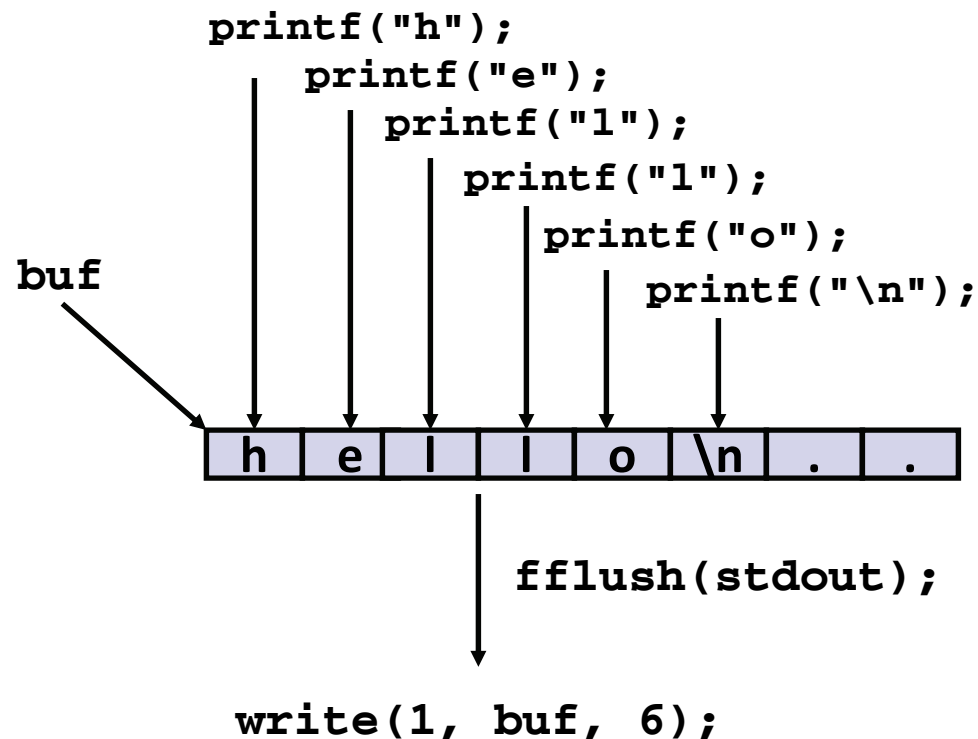 printf("h");
printf("e");
printf("l");
printf("l");
printf("o");
buf
printf("\n");
h e l l o \n . .
fflush(stdout);
write(1, buf, 6);